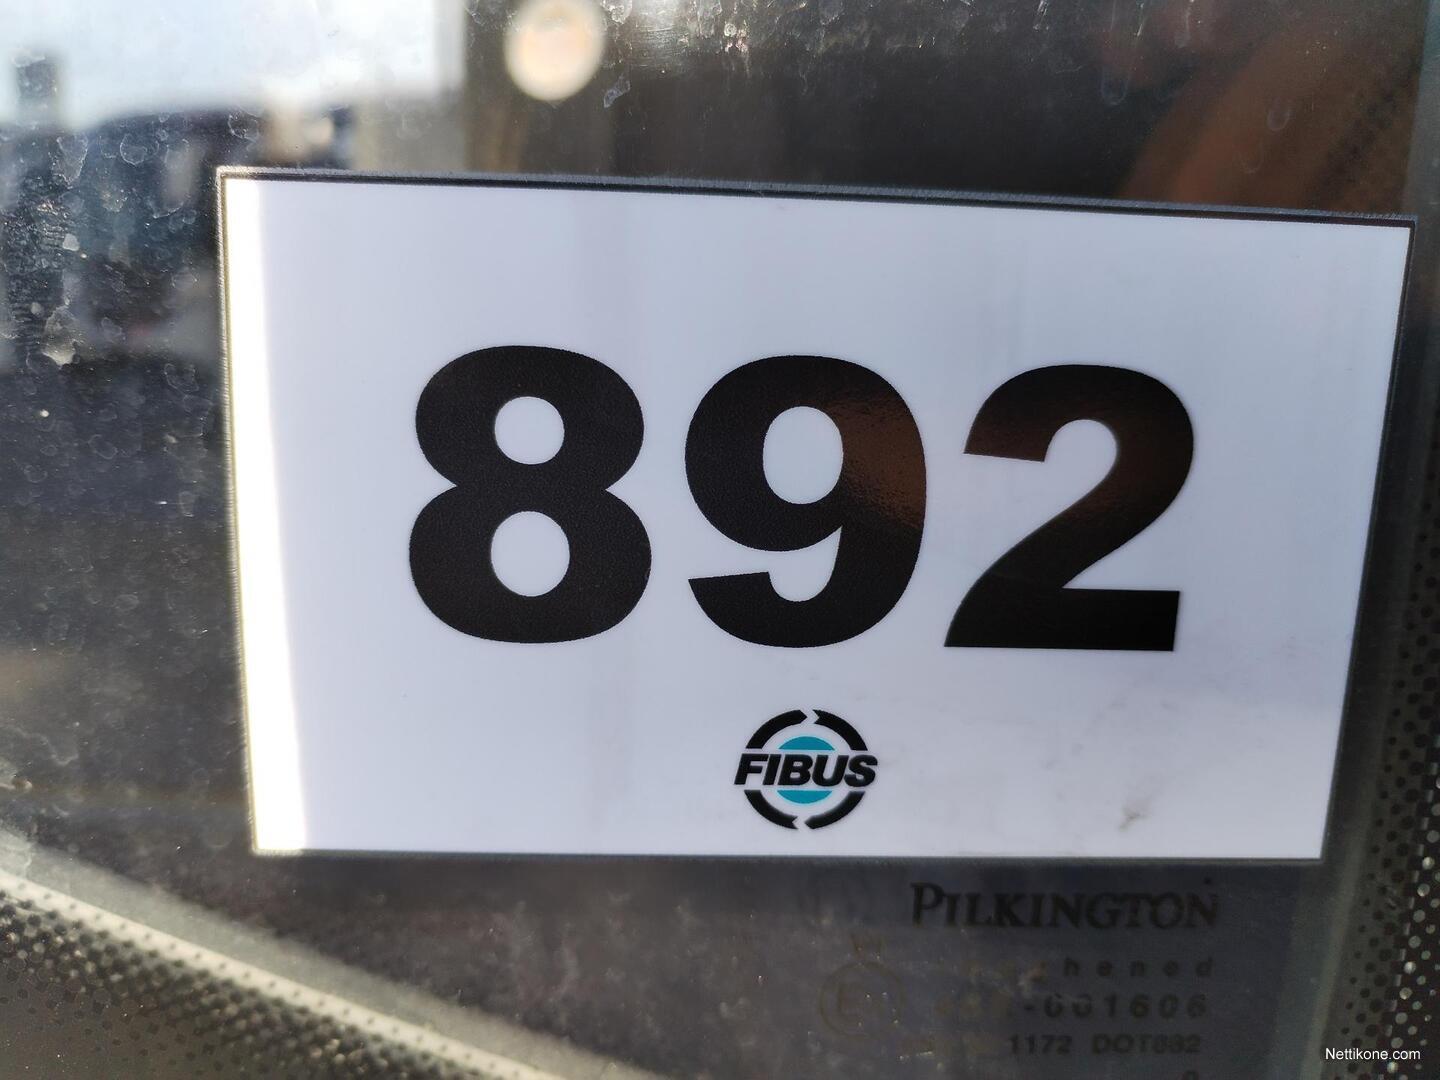 892
FIBUS
PILKINGTON
1172 DOT882
Nettikone.com